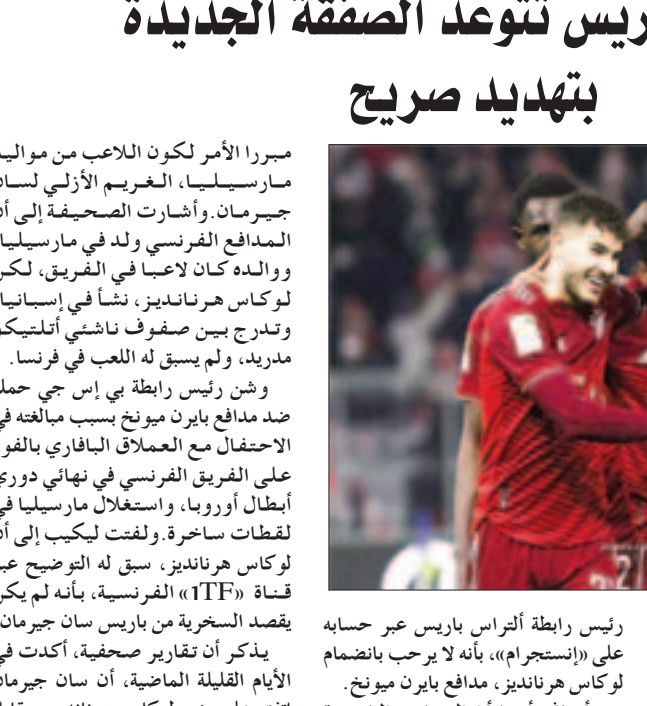 ريس تتوعد الصفقة الجديدة
بتهديد صريح
رئيس رابطة ألتراس باريس عبر حسابه
على «إنستجرام»، بأنه لا يرحب بانضمام
لوكاس هرنانديز، مدافع بايرن ميونخ.
مبررا الأمر لكون اللاعب من مواليد
مارسيليا، الغريم الأزلي لسان
جيرمان. وأشارت الصحيفة إلى أن
المدافع الفرنسي ولد في مارسيليا
ووالده كان لاعبا في الفريق، لكن
لوكاس هرنانديز، نشأ في إسبانيا
وتدرج بين صفوف ناشئي أتلتيكو
مدريد، ولم يسبق له اللعب في فرنسا.
وشن رئيس رابطة بي إس جي حملة
ضد مدافع بايرن ميونخ بسبب مبالغته في
الاحتفال مع العملاق البافاري بالفوز
على الفريق الفرنسي في نهائي دوري
أبطال أوروبا، واستغلال مارسيليا في
لقطات ساخرة. ولفتت ليكيب إلى أن
لوكاس هرنانديز، سبق له التوضيح عبر
قناة «1TF» الفرنسية، بأنه لم يكن
يقصد السخرية من باريس سان جيرمان.
يذكر أن تقارير صحفية، أكدت في
الأيام القليلة الماضية، أن سان جيرمان